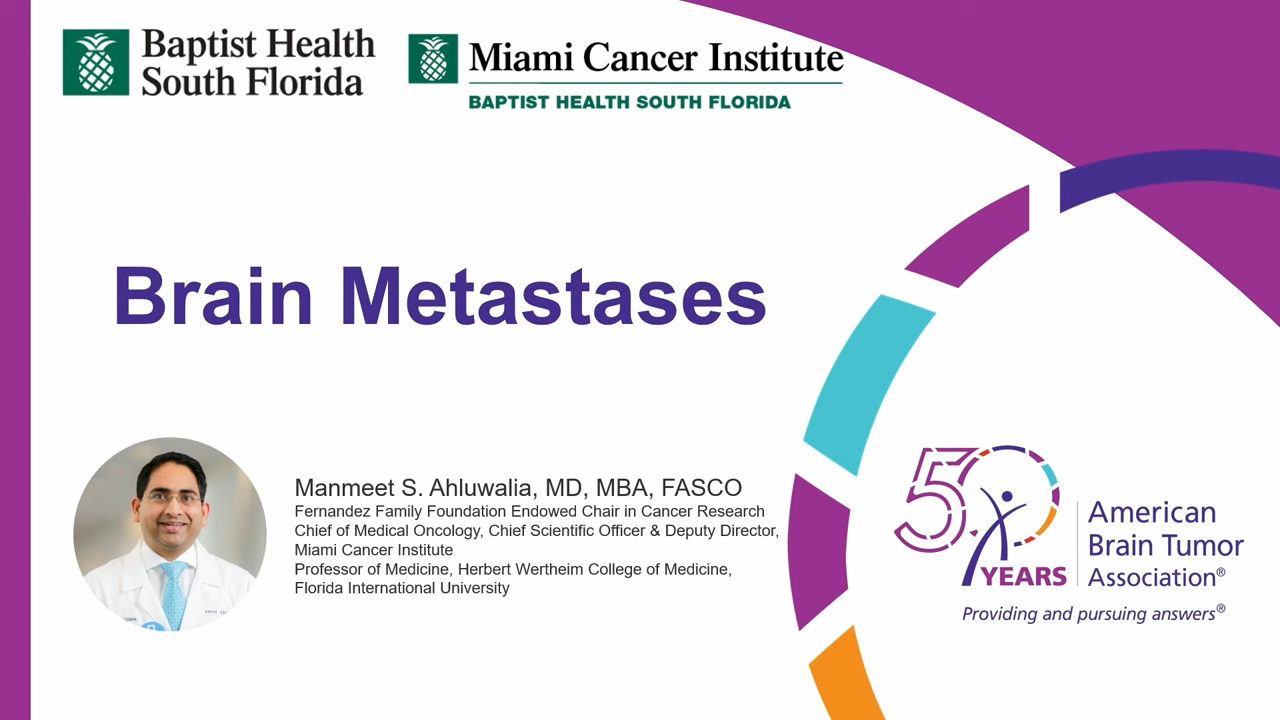 Baptist Health
South Florida
Miami Cancer Institute
BAPTIST HEALTH SOUTH FLORIDA
Brain Metastases
Manmeet S. Ahluwalia, MD, MBA, FASCO
Fernandez Family Foundation Endowed Chair in Cancer Research
Chief of Medical Oncology, Chief Scientific Officer & Deputy Director,
Miami Cancer Institute
Professor of Medicine, Herbert Wertheim College of Medicine,
Florida International University
50
YEARS
American
Brain Tumor
Association®
Providing and pursuing answers®